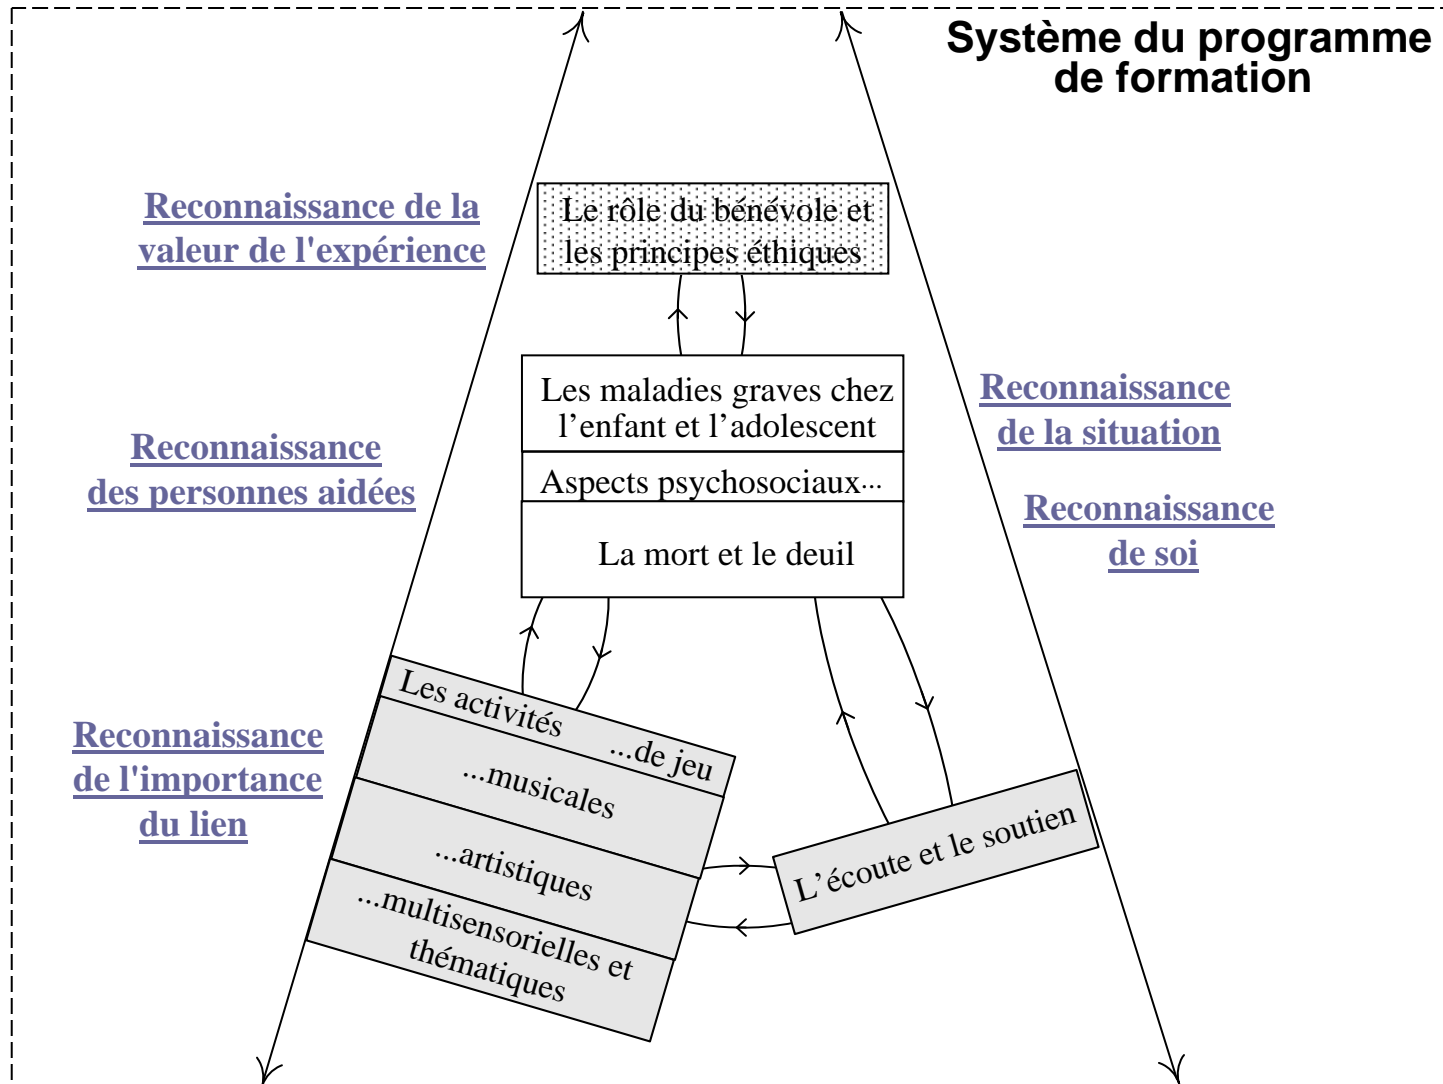 Système du programme
de formation
Reconnaissance de la
valeur de l'expérience
Le rôle du bénévole et
les principes éthiques
Les maladies graves chez
l’enfant et l’adolescent
Aspects psychosociaux...
La mort et le deuil
Reconnaissance
des personnes aidées
Reconnaissance
de la situation
Reconnaissance
de soi
Reconnaissance
de l'importance
du lien
Les activités ...de jeu
...musicales
...artistiques
...multisensorielles et
thématiques
L’écoute et le soutien